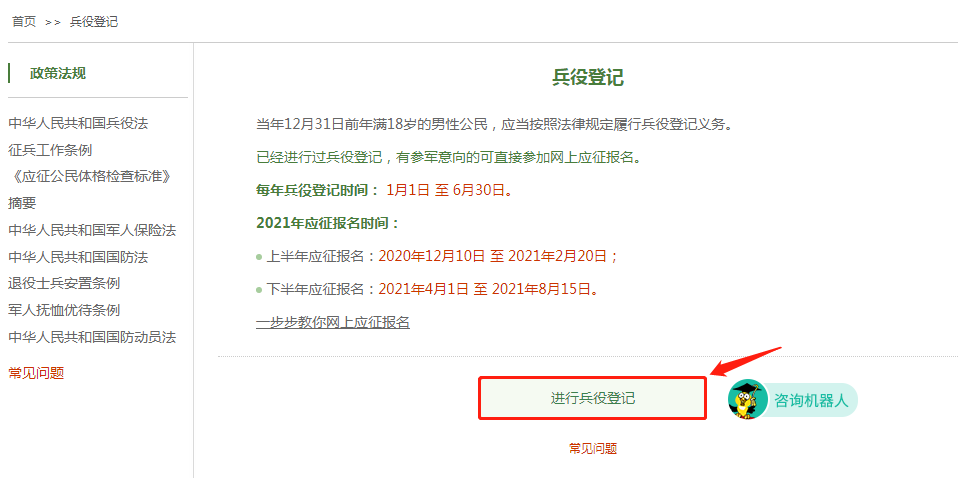 首页 >> 兵役登记
政策法规
中华人民共和国兵役法
征兵工作条例
《应征公民体格检查标准》
摘要
中华人民共和国军人保险法
中华人民共和国国防法
退役士兵安置条例
军人抚恤优待条例
中华人民共和国国防动员法
常见问题
兵役登记
当年12月31日前年满18岁的男性公民，应当按照法律规定履行兵役登记义务。
已经进行过兵役登记，有参军意向的可直接参加网上应征报名。
每年兵役登记时间： 1月1日 至 6月30日。
2021年应征报名时间：
上半年应征报名：2020年12月10日 至 2021年2月20日；
下半年应征报名：2021年4月1日 至 2021年8月15日。
一步步教你网上应征报名
进行兵役登记
咨询机器人
常见问题